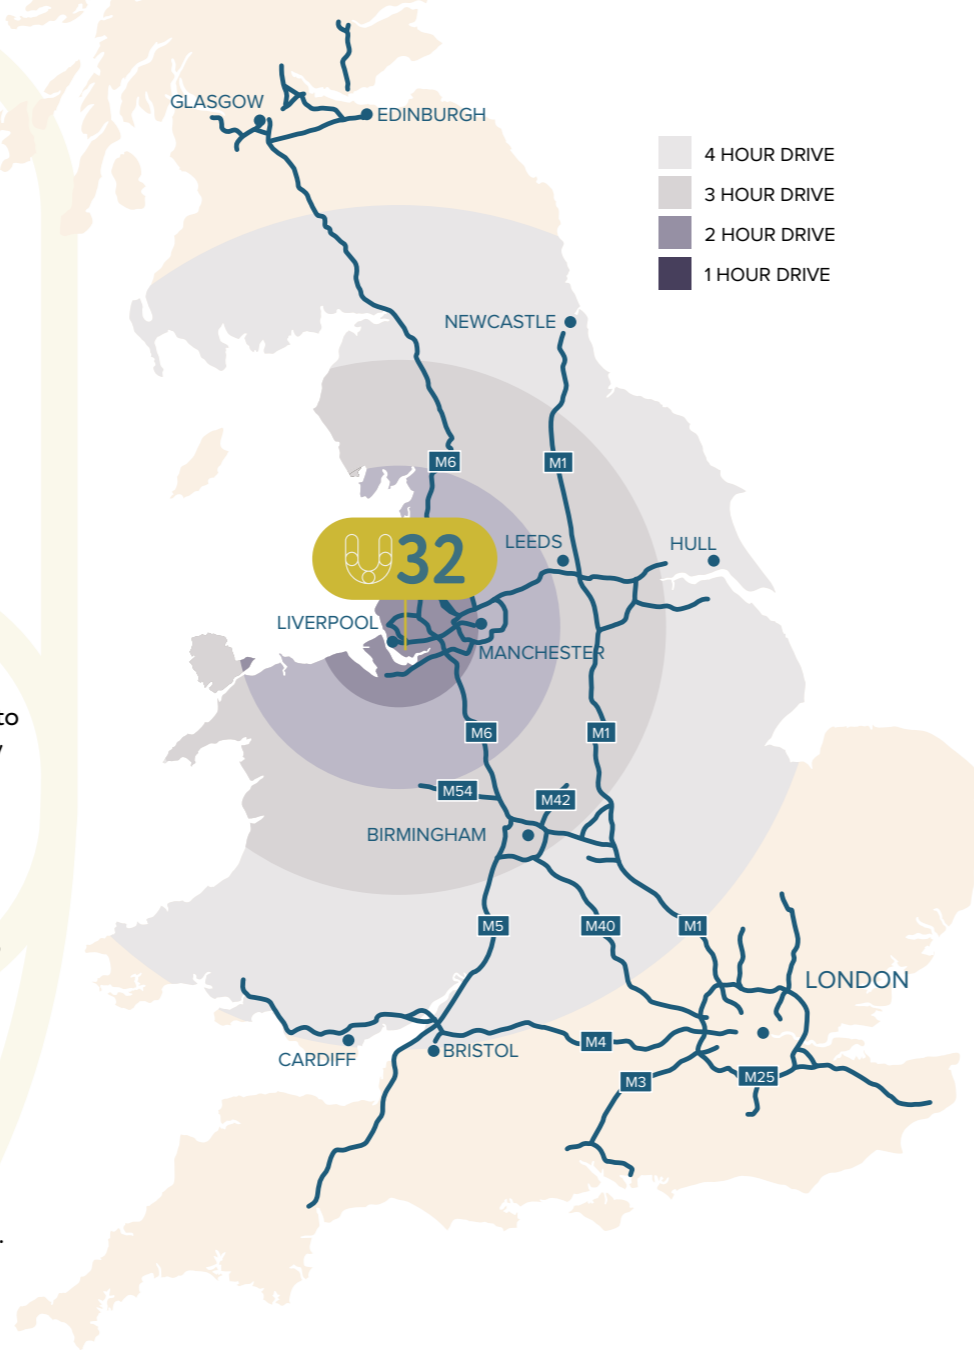 GLASGOW
EDINBURGH
4 HOUR DRIVE
3 HOUR DRIVE
2 HOUR DRIVE
1 HOUR DRIVE
NEWCASTLE
M6
M1
U32
LEEDS
HULL
LIVERPOOL
MANCHESTER
to
M6
M1
M54
M42
BIRMINGHAM
M5
M40
M1
LONDON
CARDIFF
BRISTOL
M4
M3
M25
.